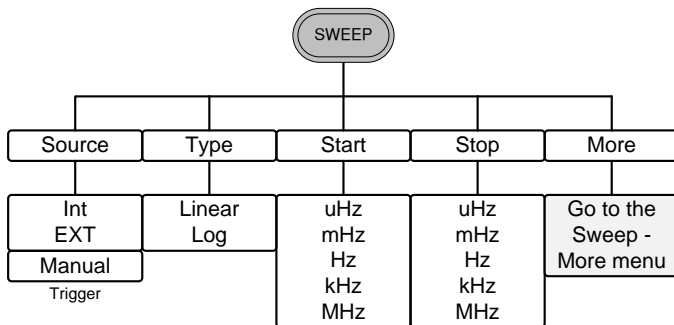 SWEEP
Source
Type
Start
Stop
More
Int
EXT
Manual
Trigger
Linear
Log
uHz
mHz
Hz
kHz
MHz
uHz
mHz
Hz
kHz
MHz
Go to the
Sweep -
More menu